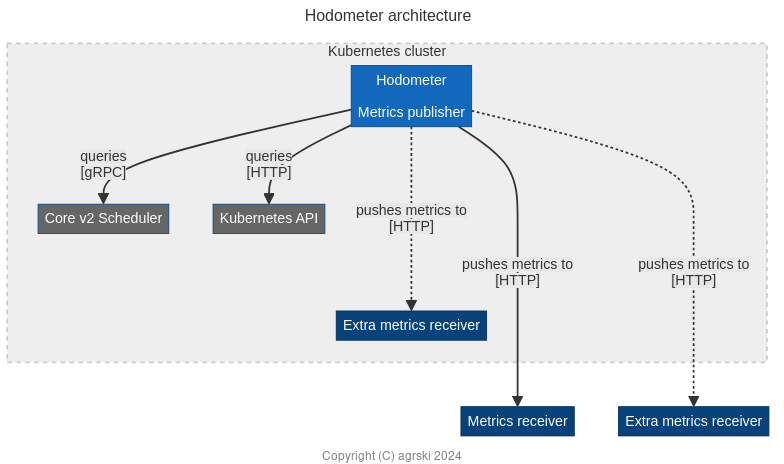 Hodometer architecture
Kubernetes cluster
Hodometer
Metrics publisher
queries
[gRPC]
queries
[HTTP]
Core v2 Scheduler
Kubernetes API
pushes metrics to
[HTTP]
pushes metrics to
[HTTP]
pushes metrics to
[HTTP]
Extra metrics receiver
Metrics receiver
Extra metrics receiver
Copyright (C) agrski 2024